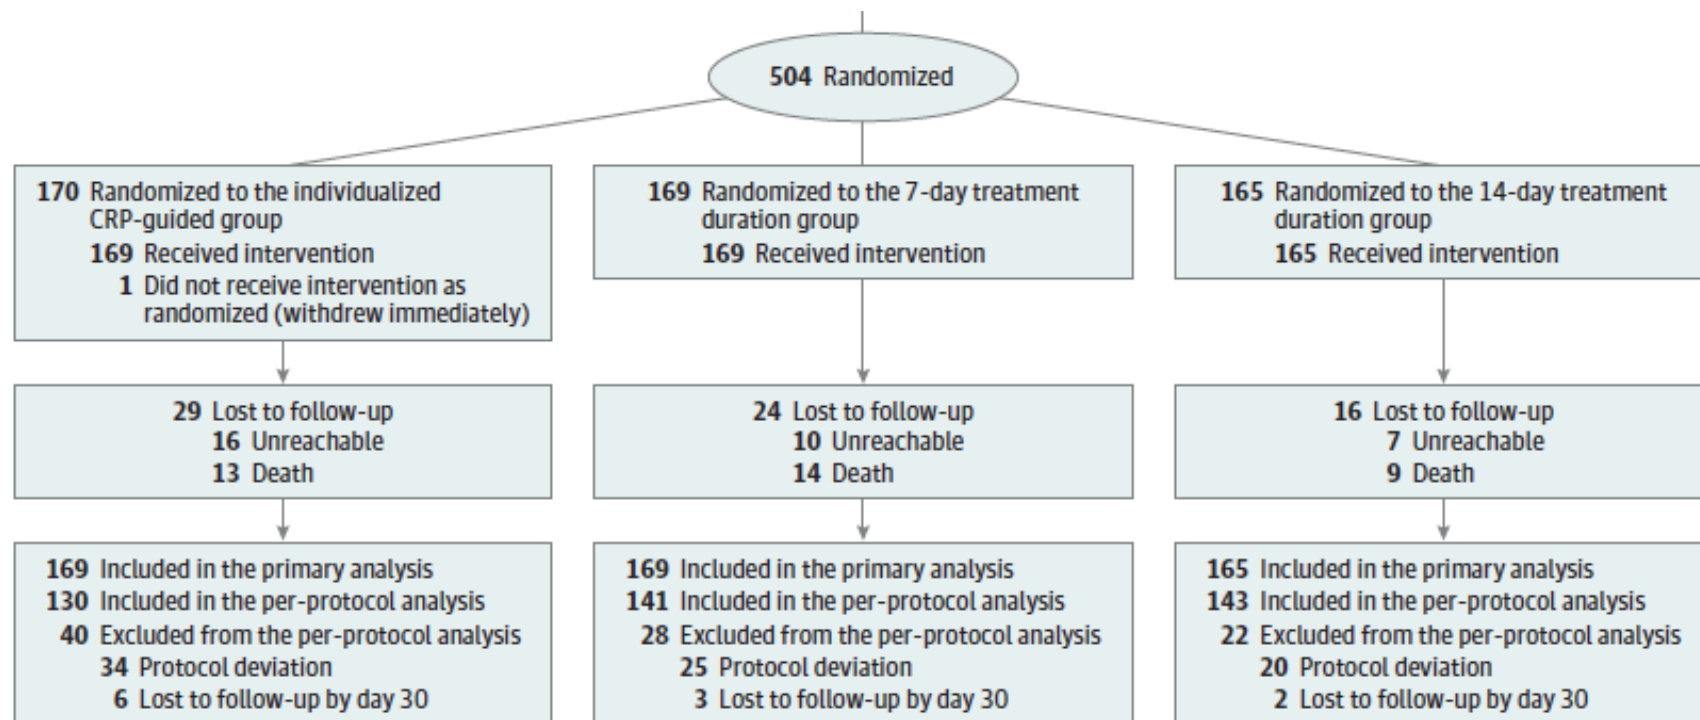 504 Randomized
170 Randomized to the individualized
CRP-guided group
169 Received intervention
1 Did not receive intervention as
randomized (withdrew immediately)
169 Randomized to the 7-day treatment
duration group
169 Received intervention
165 Randomized to the 14-day treatment
duration group
165 Received intervention
29 Lost to follow-up
16 Unreachable
13 Death
24 Lost to follow-up
10 Unreachable
14 Death
16 Lost to follow-up
7 Unreachable
9 Death
169 Included in the primary analysis
130 Included in the per-protocol analysis
40 Excluded from the per-protocol analysis
34 Protocol deviation
6 Lost to follow-up by day 30
169 Included in the primary analysis
141 Included in the per-protocol analysis
28 Excluded from the per-protocol analysis
25 Protocol deviation
3 Lost to follow-up by day 30
165 Included in the primary analysis
143 Included in the per-protocol analysis
22 Excluded from the per-protocol analysis
20 Protocol deviation
2 Lost to follow-up by day 30